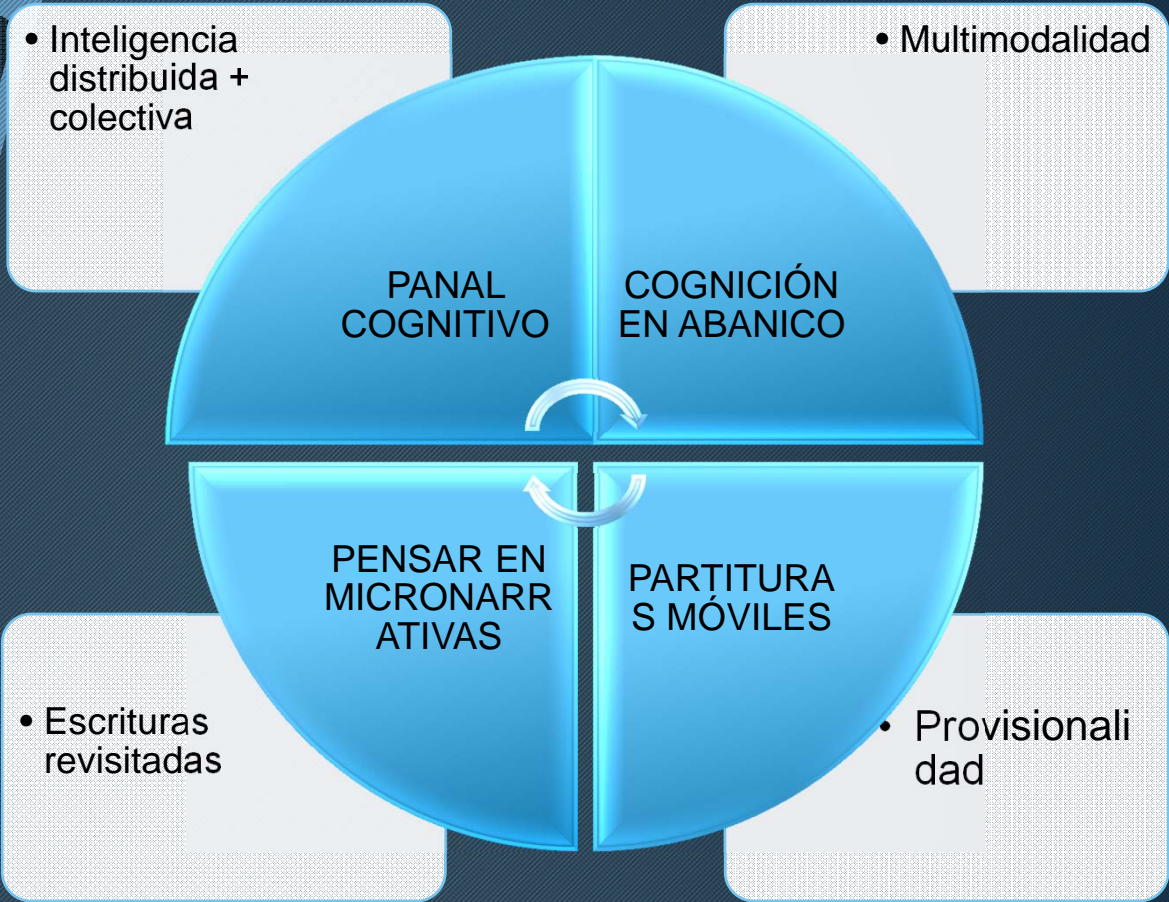 • Inteligencia
distribuida +
colectiva
• Multimodalidad
PANAL
COGNITIVO
COGNICIÓN
EN ABANICO
PENSAR EN
MICRONARR
ATIVAS
PARTITURA
S MÓVILES
• Escrituras
revisitadas
• Provisionali
dad